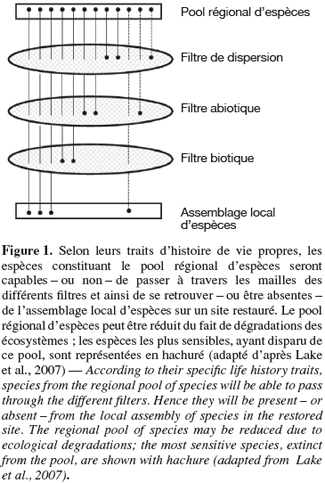 Pool régional d'espèces
Filtre de dispersion
Filtre abiotique
Filtre biotique
Assemblage local
d'espèces
Figure 1. Selon leurs traits d'histoire de vie propres, les
espèces constituant le pool régional d'espèces seront
capables – ou non – de passer à travers les mailles des
différents filtres et ainsi de se retrouver – ou être absentes –
de l'assemblage local d'espèces sur un site restauré. Le pool
régional d'espèces peut être réduit du fait de dégradations des
écosystèmes ; les espèces les plus sensibles, ayant disparu de
ce pool, sont représentées en hachuré (adapté d'après Lake
et al., 2007) — According to their specific life history traits,
species from the regional pool of species will be able to pass
through the different filters. Hence they will be present – or
absent – from the local assembly of species in the restored
site. The regional pool of species may be reduced due to
ecological degradations; the most sensitive species, extinct
from the pool, are shown with hachure (adapted from Lake
et al., 2007).